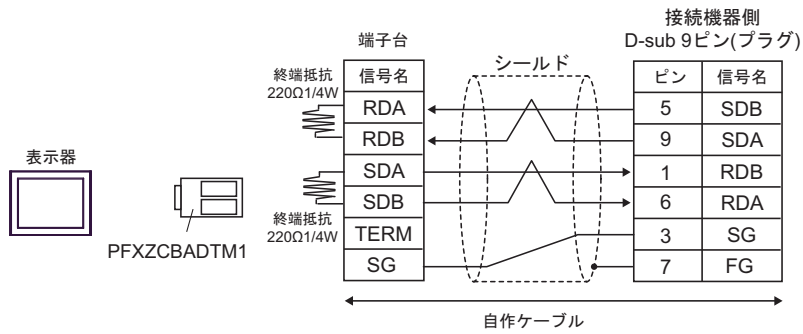 接続機器側
D-sub 9ピン(プラグ)
端子台
シールド
終端抵抗
220Ω1/4W
信号名
ピン 信号名
RDA
5 SDB
RDB
9 SDA
表示器
SDA
1 RDB
SDB
6 RDA
終端抵抗
220Ω1/4W
TERM
3 SG
PFXZCBADTM1
SG
7 FG
自作ケーブル